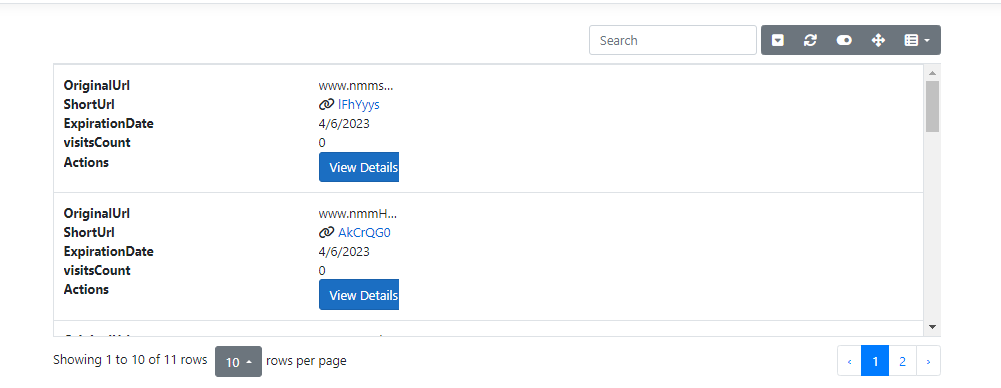 Search
OriginalUrl www.nmms...
ShortUrl lFhYyys
ExpirationDate 4/6/2023
visitsCount 0
Actions View Details
OriginalUrl www.nmmH...
ShortUrl AkCrQG0
ExpirationDate 4/6/2023
visitsCount 0
Actions View Details
Showing 1 to 10 of 11 rows 10 rows per page ‹ 1 2 ›